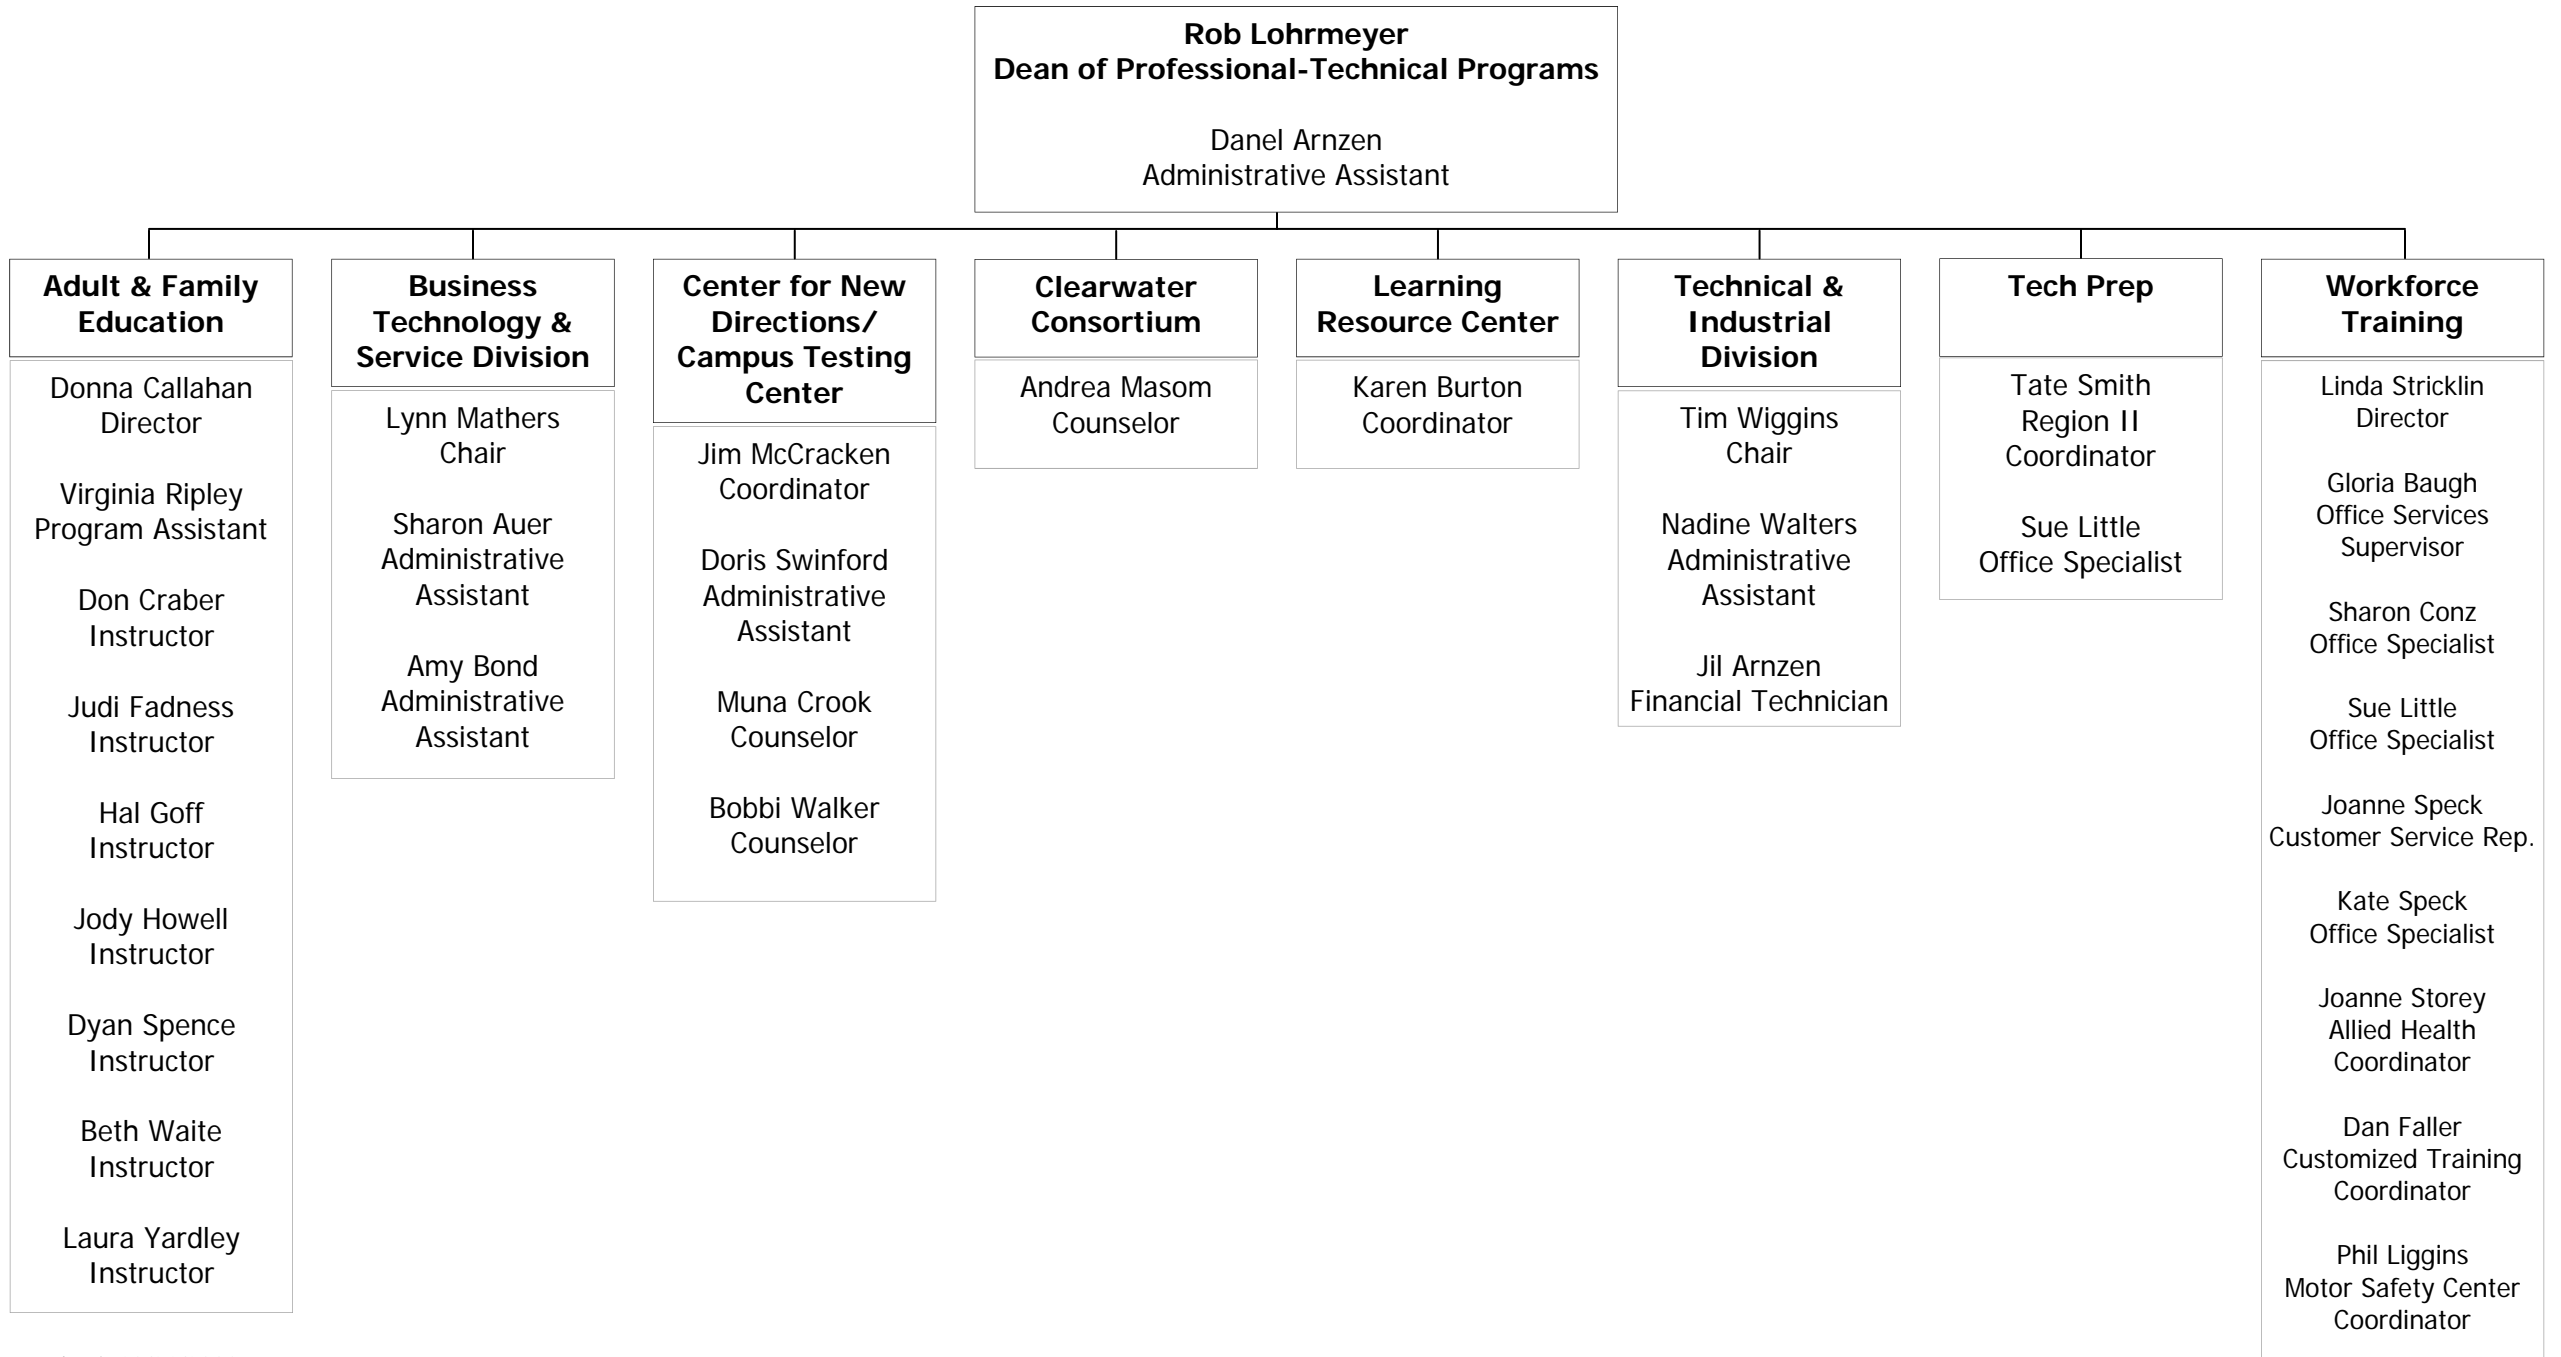 Rob Lohrmeyer
Dean of Professional-Technical Programs
Danel Arnzen
Administrative Assistant
Adult & Family
Education
Donna Callahan
Director
Virginia Ripley
Program Assistant
Don Craber
Instructor
Judi Fadness
Instructor
Hal Goff
Instructor
Jody Howell
Instructor
Dyan Spence
Instructor
Beth Waite
Instructor
Laura Yardley
Instructor
Business
Technology &
Service Division
Lynn Mathers
Chair
Sharon Auer
Administrative
Assistant
Amy Bond
Administrative
Assistant
Center for New
Directions/
Campus Testing
Center
Jim McCracken
Coordinator
Doris Swinford
Administrative
Assistant
Muna Crook
Counselor
Bobbi Walker
Counselor
Clearwater
Consortium
Andrea Masom
Counselor
Learning
Resource Center
Karen Burton
Coordinator
Technical &
Industrial
Division
Tim Wiggins
Chair
Nadine Walters
Administrative
Assistant
Jil Arnzen
Financial Technician
Tech Prep
Tate Smith
Region II
Coordinator
Sue Little
Office Specialist
Workforce
Training
Linda Stricklin
Director
Gloria Baugh
Office Services
Supervisor
Sharon Conz
Office Specialist
Sue Little
Office Specialist
Joanne Speck
Customer Service Rep.
Kate Speck
Office Specialist
Joanne Storey
Allied Health
Coordinator
Dan Faller
Customized Training
Coordinator
Phil Liggins
Motor Safety Center
Coordinator